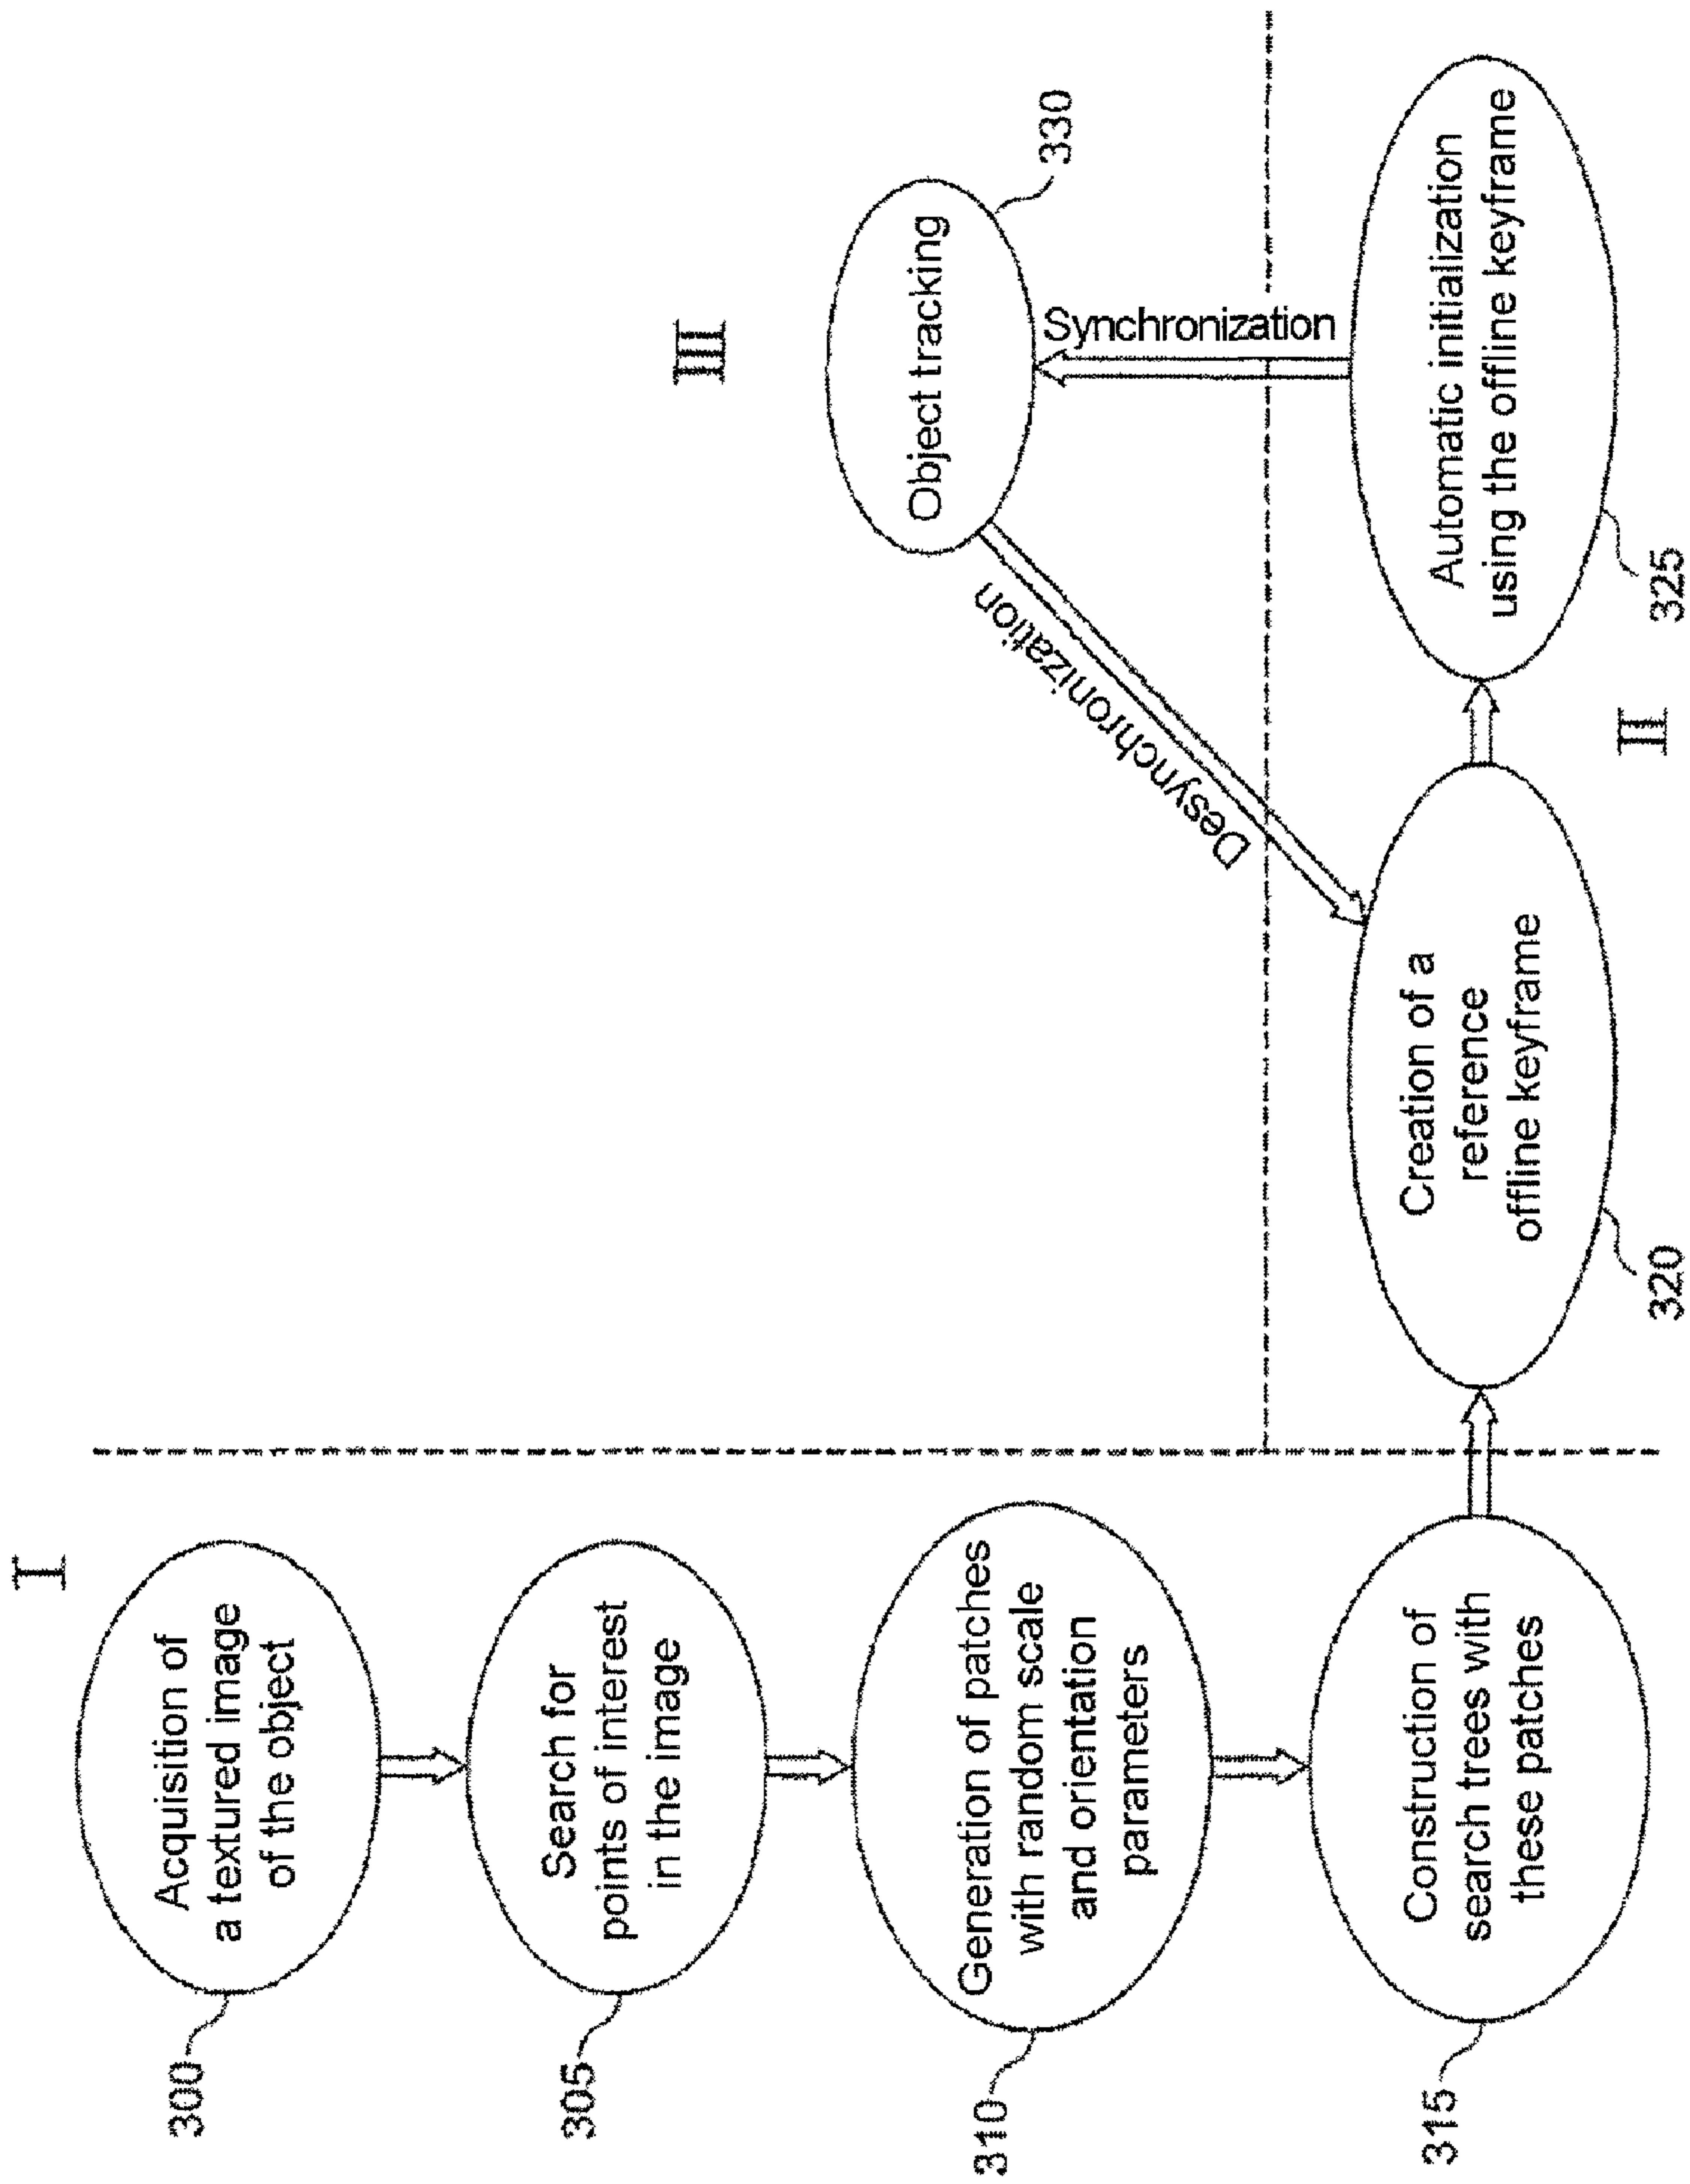 I
300
Acquisition of
a textured image
of the object
305
Search for
points of interest
in the image
310
Generation of patches
with random scale
and orientation
parameters
315
Construction of
search trees with
these patches
320
Creation of a
reference
offline keyframe
II
325
Automatic initialization
using the offline keyframe
Synchronization
III
Object tracking
330
Desynchronization